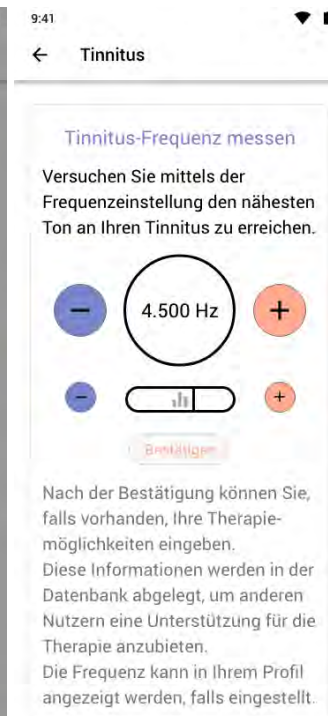 9:41
Tinnitus
Tinnitus-Frequenz messen
Versuchen Sie mittels der
Frequenzeinstellung den nähesten
Ton an Ihren Tinnitus zu erreichen.
− 4.500 Hz +
− +
Bestätigen
Nach der Bestätigung können Sie,
falls vorhanden, Ihre Therapie-
möglichkeiten eingeben.
Diese Informationen werden in der
Datenbank abgelegt, um anderen
Nutzern eine Unterstützung für die
Therapie anzubieten.
Die Frequenz kann in Ihrem Profil
angezeigt werden, falls eingestellt.